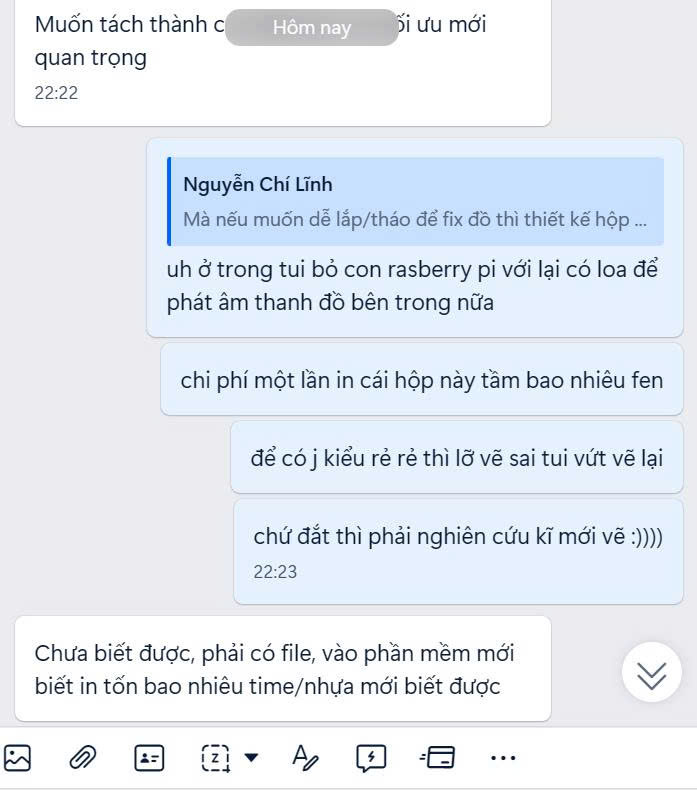 Muốn tách thành c
Hôm nay
ối ưu mới
quan trọng
22:22
Nguyễn Chí Lĩnh
Mà nếu muốn dễ lắp/tháo để fix đồ thì thiết kế hộp ...
uh ở trong tui bỏ con rasberry pi với lại có loa để
phát âm thanh đồ bên trong nữa
chi phí một lần in cái hộp này tầm bao nhiêu fen
để có j kiểu rẻ rẻ thì lỡ vẽ sai tui vứt vẽ lại
chứ đắt thì phải nghiên cứu kĩ mới vẽ :))))
22:23
Chưa biết được, phải có file, vào phần mềm mới
biết in tốn bao nhiêu time/nhựa mới biết được